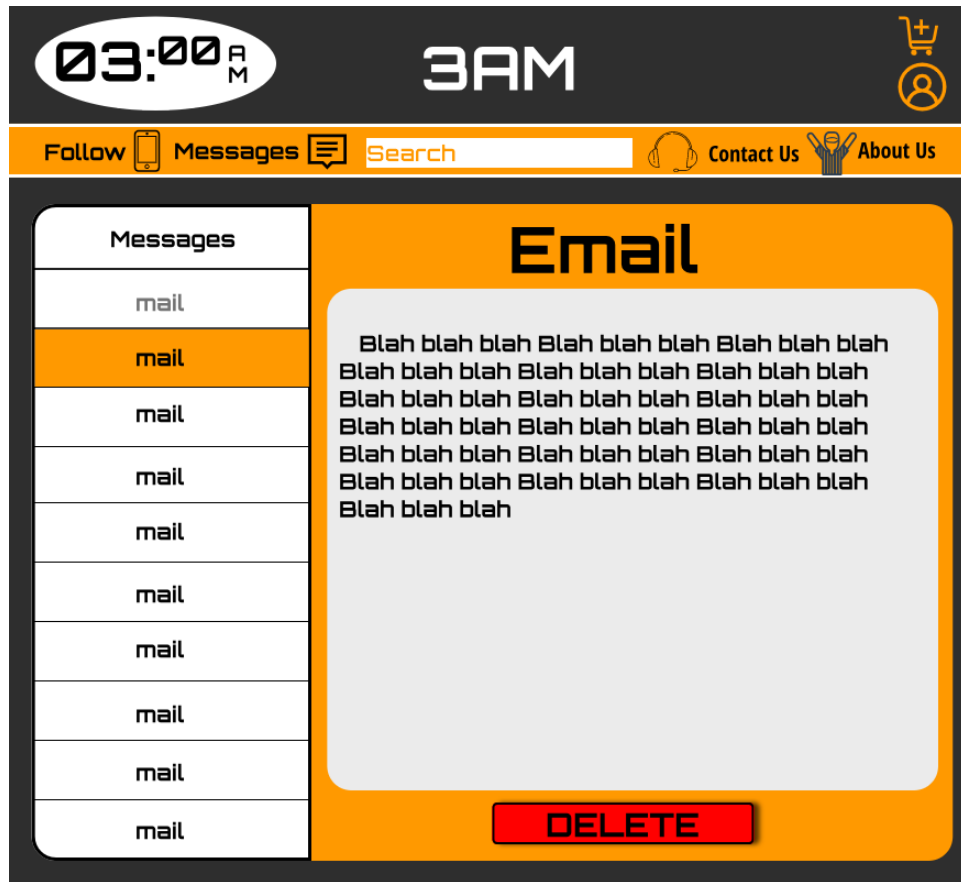 03:00 AM
3AM
Follow
Messages
Search
Contact Us
About Us
Messages
mail
mail
mail
mail
mail
mail
mail
mail
mail
mail
Email
Blah blah blah Blah blah blah Blah blah blah
Blah blah blah Blah blah blah Blah blah blah
Blah blah blah Blah blah blah Blah blah blah
Blah blah blah Blah blah blah Blah blah blah
Blah blah blah Blah blah blah Blah blah blah
Blah blah blah Blah blah blah Blah blah blah
Blah blah blah
DELETE